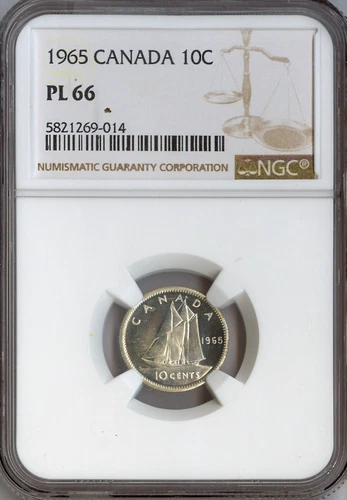 1965 CANADA 10C
PL 66
5821269-014
NUMISMATIC GUARANTY CORPORATION
NGC®
CANADA
1965
10 CENTS